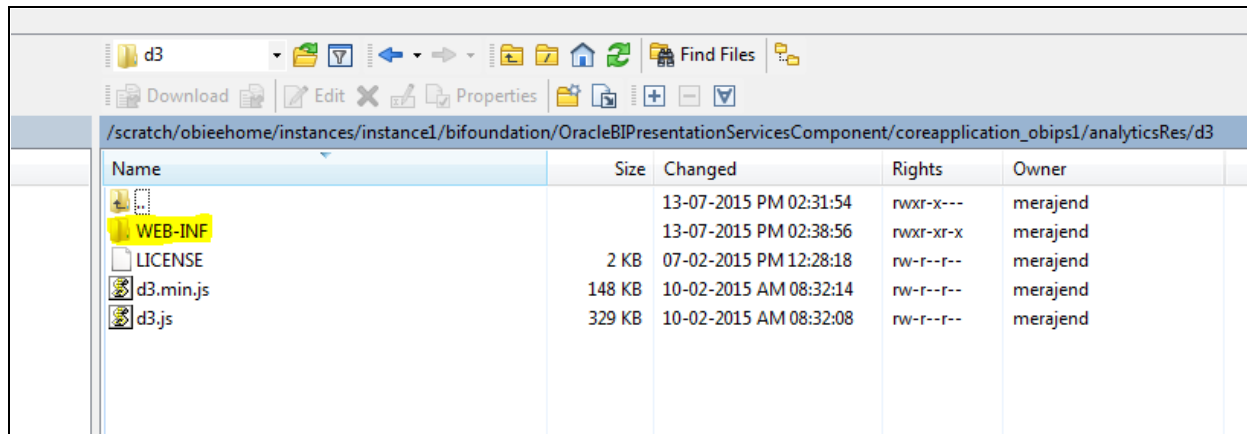 d3 Find Files
Download Edit Properties
/scratch/obieehome/instances/instance1/bifoundation/OracleBIPresentationServicesComponent/coreapplication_obips1/analyticsRes/d3
Name Size Changed Rights Owner
.. 13-07-2015 PM 02:31:54 rwxr-x--- merajend
WEB-INF 13-07-2015 PM 02:38:56 rwxr-xr-x merajend
LICENSE 2 KB 07-02-2015 PM 12:28:18 rw-r--r-- merajend
d3.min.js 148 KB 10-02-2015 AM 08:32:14 rw-r--r-- merajend
d3.js 329 KB 10-02-2015 AM 08:32:08 rw-r--r-- merajend